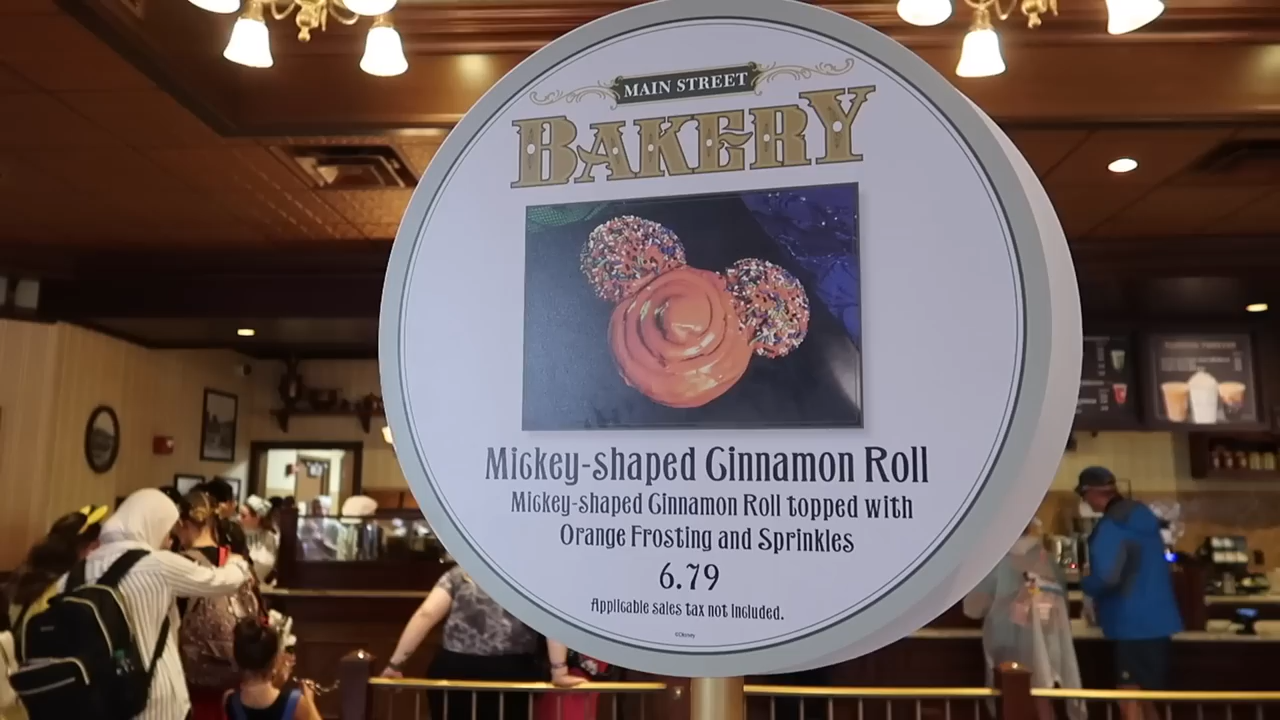 MAIN STREET
BAKERY
Mickey-shaped Cinnamon Roll
Mickey-shaped Cinnamon Roll topped with
Orange Frosting and Sprinkles
6.79
Applicable sales tax not included.
©Disney